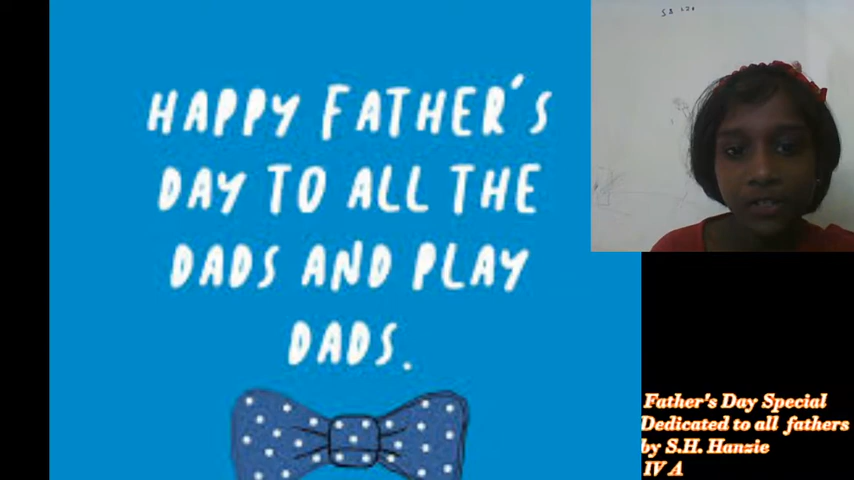 HAPPY FATHER'S
DAY TO ALL THE
DADS AND PLAY
DADS.
Father's Day Special
Dedicated to all fathers
by S.H. Hanzie
IV A